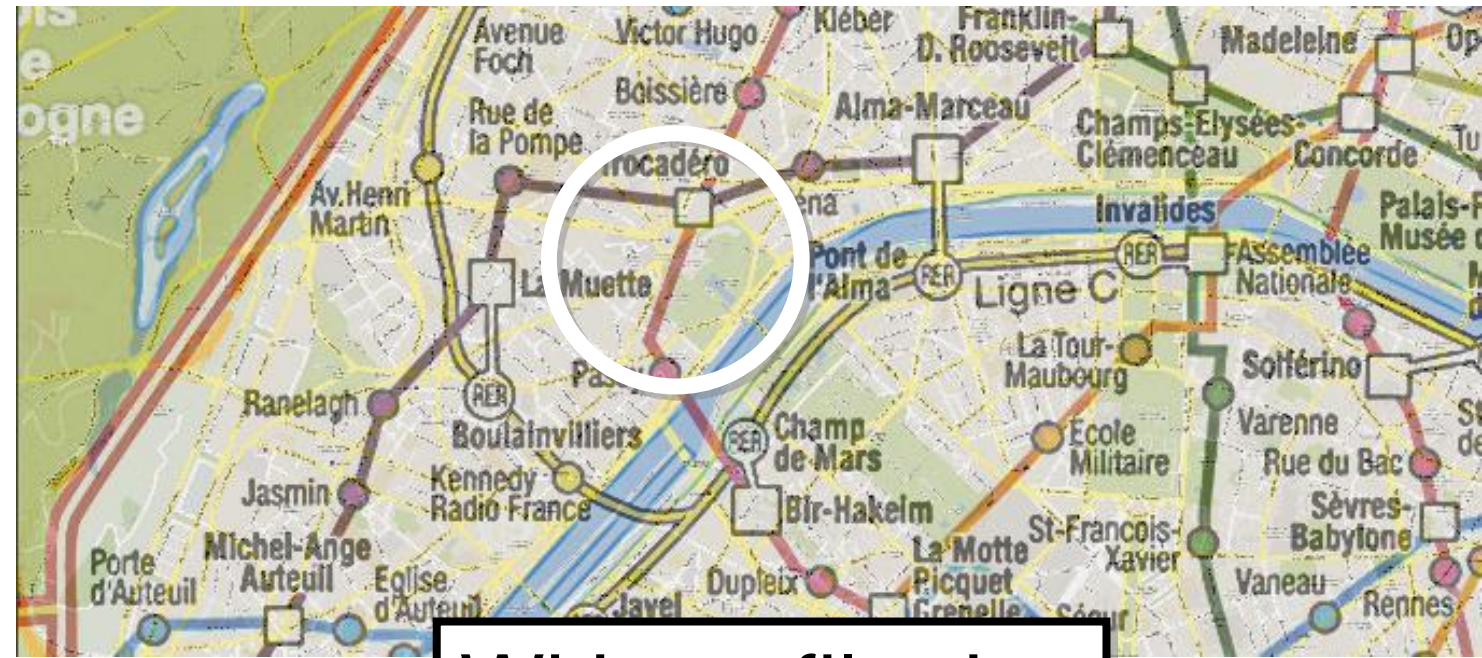 Avenue
Foch
Victor Hugo
Kléber
Franklin-
D. Roosevelt
Madeleine
ogne
Rue de
la Pompe
Boissière
Alma-Marceau
Champs-Elysées-
Clémenceau
Concorde
Trocadéro
Av.Henri
Martin
Invalides
La Muette
Pont de
l'Alma
RER
RER
Ligne C
Assemblée
Nationale
Passy
La Tour-
Maubourg
Solférino
Ranelagh
RER
Boulainvilliers
RER
Champ
de Mars
Ecole
Militaire
Varenne
Rue du Bac
Jasmin
Kennedy
Radio France
Bir-Hakeim
Sèvres-
Babylone
Porte
d'Auteuil
Michel-Ange
Auteuil
Eglise
d'Auteuil
Dupleix
La Motte
Picquet
Grenelle
St-François-
Xavier
Vaneau
Rennes
Javel
Ségur